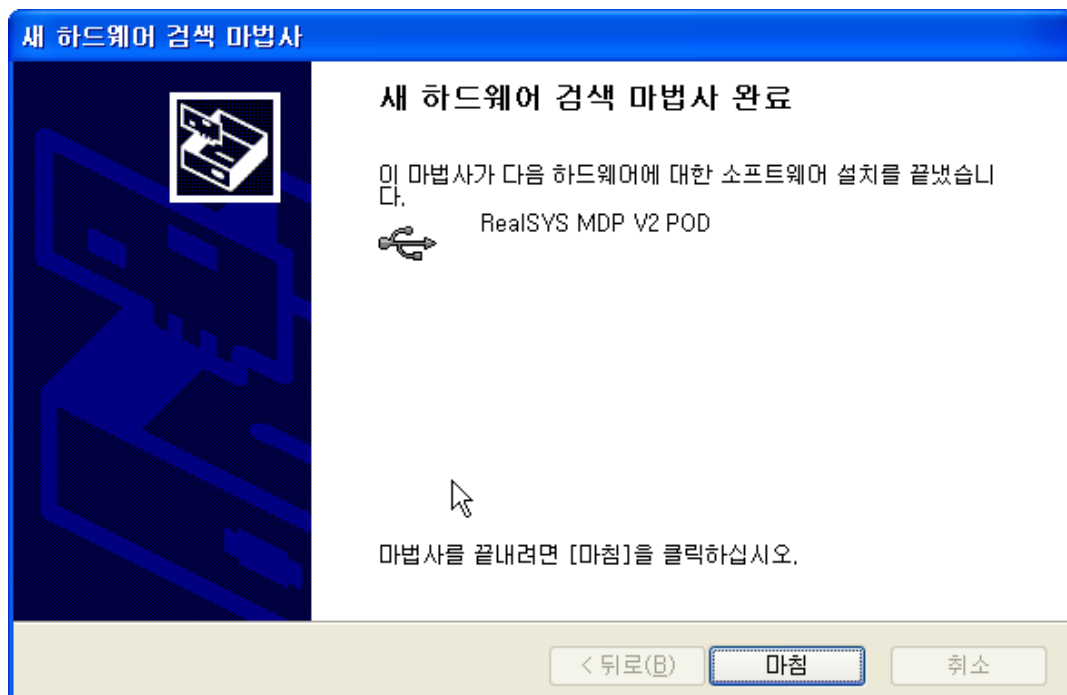 새 하드웨어 검색 마법사
새 하드웨어 검색 마법사 완료
이 마법사가 다음 하드웨어에 대한 소프트웨어 설치를 끝냈습니
다.
RealSYS MDP V2 POD
마법사를 끝내려면 [마침]을 클릭하십시오.
< 뒤로(B)
마침
취소